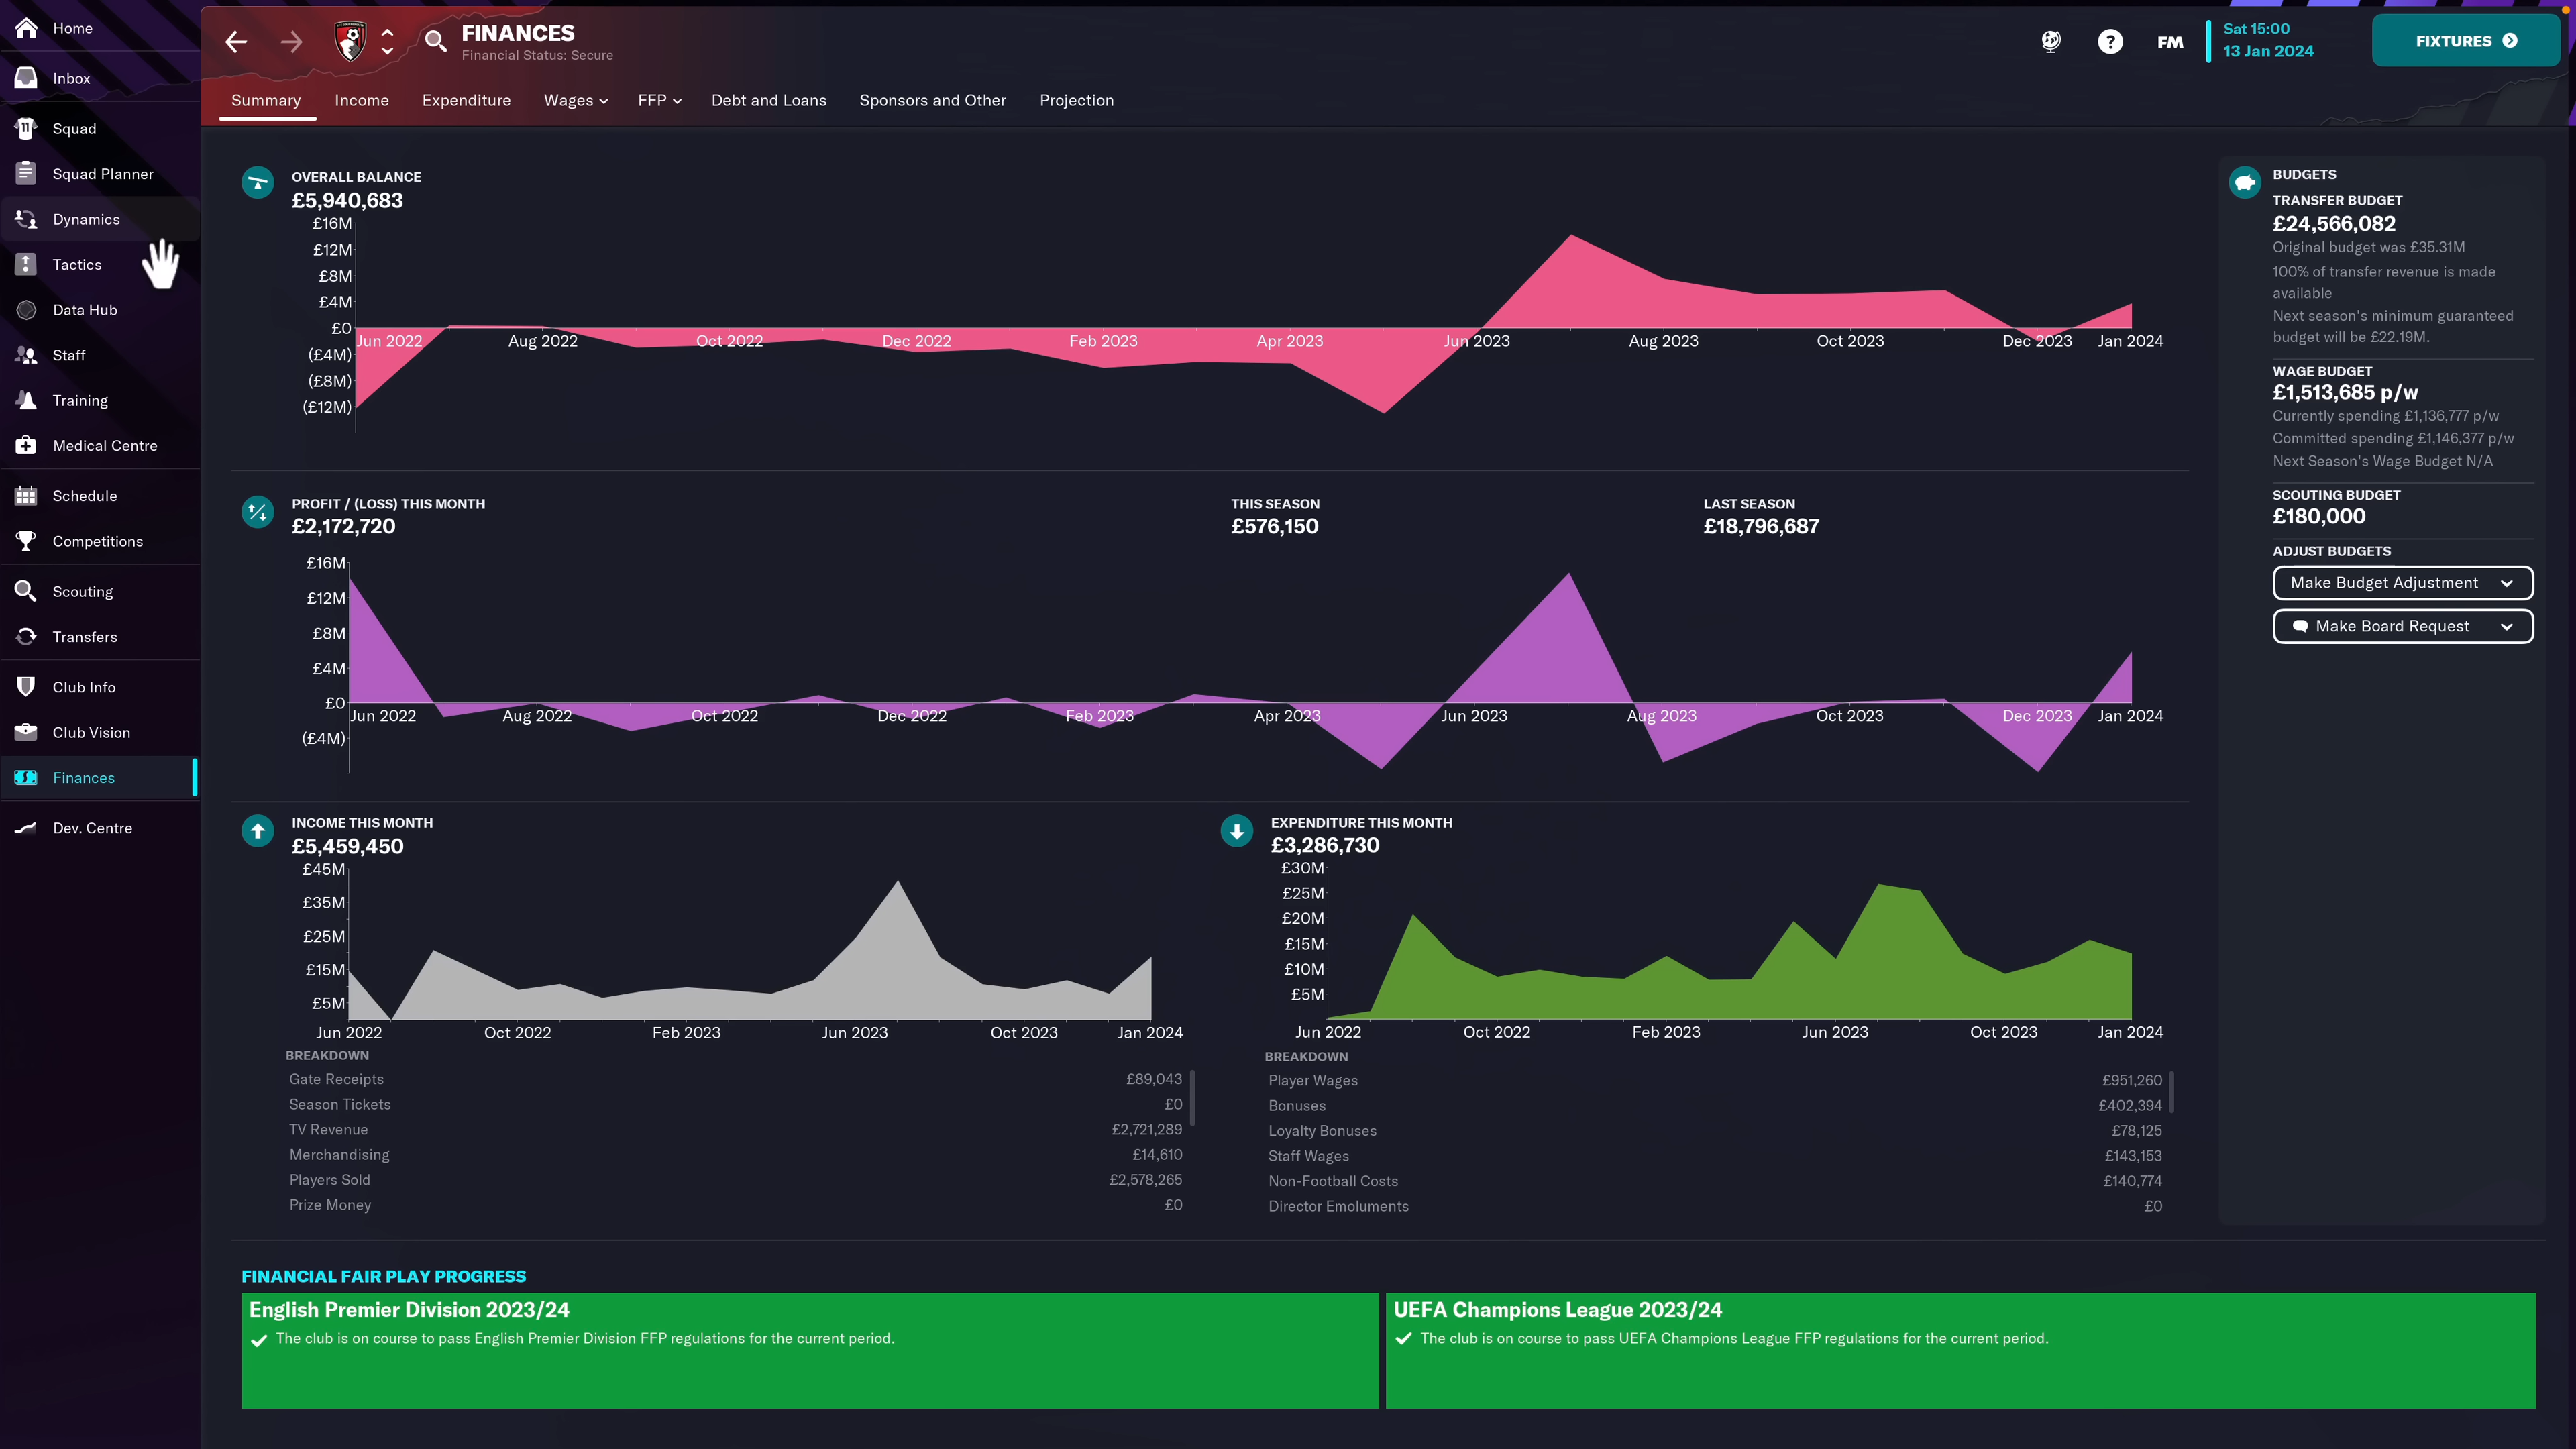 Home
Inbox
Squad
Squad Planner
Dynamics
Tactics
Data Hub
Staff
Training
Medical Centre
Schedule
Competitions
Scouting
Transfers
Club Info
Club Vision
Finances
Dev. Centre
FINANCES
Financial Status: Secure
FM
Sat 15:00
13 Jan 2024
FIXTURES
Summary
Income
Expenditure
Wages
FFP
Debt and Loans
Sponsors and Other
Projection
OVERALL BALANCE
£5,940,683
£16M
£12M
£8M
£4M
£0
(£4M)
(£8M)
(£12M)
Jun 2022 Aug 2022 Oct 2022 Dec 2022 Feb 2023 Apr 2023 Jun 2023 Aug 2023 Oct 2023 Dec 2023 Jan 2024
PROFIT / (LOSS) THIS MONTH
£2,172,720
THIS SEASON
£576,150
LAST SEASON
£18,796,687
£16M
£12M
£8M
£4M
£0
(£4M)
Jun 2022 Aug 2022 Oct 2022 Dec 2022 Feb 2023 Apr 2023 Jun 2023 Aug 2023 Oct 2023 Dec 2023 Jan 2024
INCOME THIS MONTH
£5,459,450
£45M
£35M
£25M
£15M
£5M
Jun 2022 Oct 2022 Feb 2023 Jun 2023 Oct 2023 Jan 2024
BREAKDOWN
Gate Receipts £89,043
Season Tickets £0
TV Revenue £2,721,289
Merchandising £14,610
Players Sold £2,578,265
Prize Money £0
EXPENDITURE THIS MONTH
£3,286,730
£30M
£25M
£20M
£15M
£10M
£5M
Jun 2022 Oct 2022 Feb 2023 Jun 2023 Oct 2023 Jan 2024
BREAKDOWN
Player Wages £951,260
Bonuses £402,394
Loyalty Bonuses £78,125
Staff Wages £143,153
Non-Football Costs £140,774
Director Emoluments £0
BUDGETS
TRANSFER BUDGET
£24,566,082
Original budget was £35.31M
100% of transfer revenue is made
available
Next season's minimum guaranteed
budget will be £22.19M.
WAGE BUDGET
£1,513,685 p/w
Currently spending £1,136,777 p/w
Committed spending £1,146,377 p/w
Next Season's Wage Budget N/A
SCOUTING BUDGET
£180,000
ADJUST BUDGETS
Make Budget Adjustment
Make Board Request
FINANCIAL FAIR PLAY PROGRESS
English Premier Division 2023/24
The club is on course to pass English Premier Division FFP regulations for the current period.
UEFA Champions League 2023/24
The club is on course to pass UEFA Champions League FFP regulations for the current period.